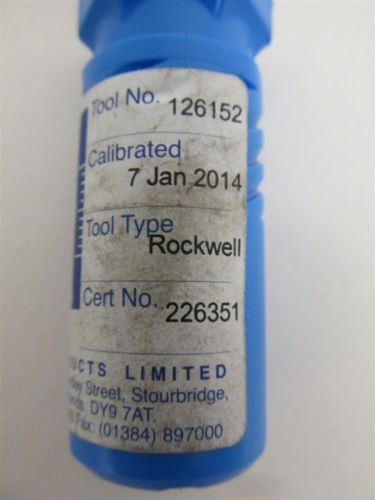 Tool No. 126152
Calibrated
7 Jan 2014
Tool Type
Rockwell
Cert No.
226351
LIMITED
Street, Stourbridge,
DY9 7AT.
Fax: (01384) 897000